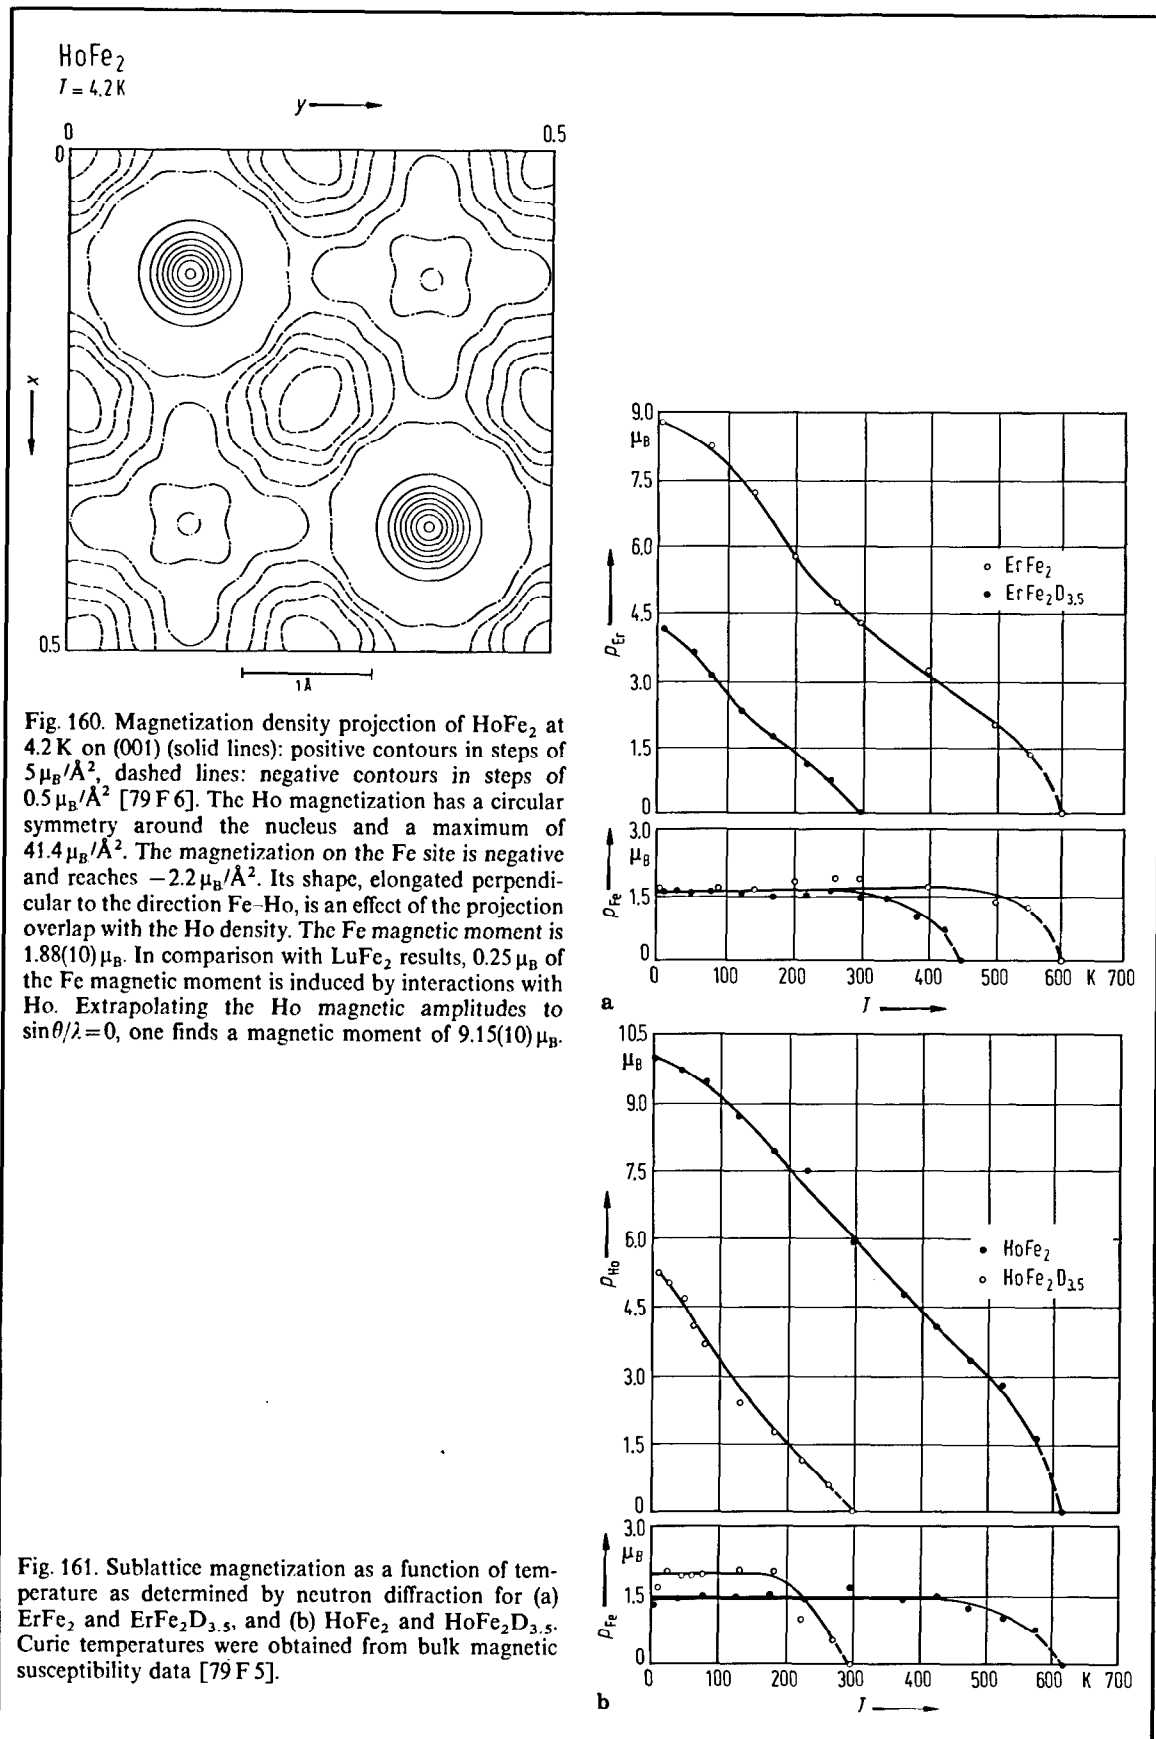 HoFe₂
T = 4.2 K
y
0 0.5
0
x
0.5
1 Å
Fig. 160. Magnetization density projection of HoFe₂ at
4.2 K on (001) (solid lines): positive contours in steps of
5 μB/Å², dashed lines: negative contours in steps of
0.5 μB/Å² [79 F 6]. The Ho magnetization has a circular
symmetry around the nucleus and a maximum of
41.4 μB/Å². The magnetization on the Fe site is negative
and reaches −2.2 μB/Å². Its shape, elongated perpendi-
cular to the direction Fe–Ho, is an effect of the projection
overlap with the Ho density. The Fe magnetic moment is
1.88(10) μB. In comparison with LuFe₂ results, 0.25 μB of
the Fe magnetic moment is induced by interactions with
Ho. Extrapolating the Ho magnetic amplitudes to
sinθ/λ=0, one finds a magnetic moment of 9.15(10) μB.
9.0
μB
7.5
6.0
4.5
3.0
1.5
0
pEr
ErFe₂
ErFe₂D₃.₅
3.0
μB
1.5
0
pFe
0 100 200 300 400 500 K 700
T
a
10.5
μB
9.0
7.5
6.0
4.5
3.0
1.5
0
pHo
HoFe₂
HoFe₂D₃.₅
3.0
μB
1.5
0
pFe
0 100 200 300 400 500 600 K 700
T
b
Fig. 161. Sublattice magnetization as a function of tem-
perature as determined by neutron diffraction for (a)
ErFe₂ and ErFe₂D₃.₅, and (b) HoFe₂ and HoFe₂D₃.₅.
Curie temperatures were obtained from bulk magnetic
susceptibility data [79 F 5].